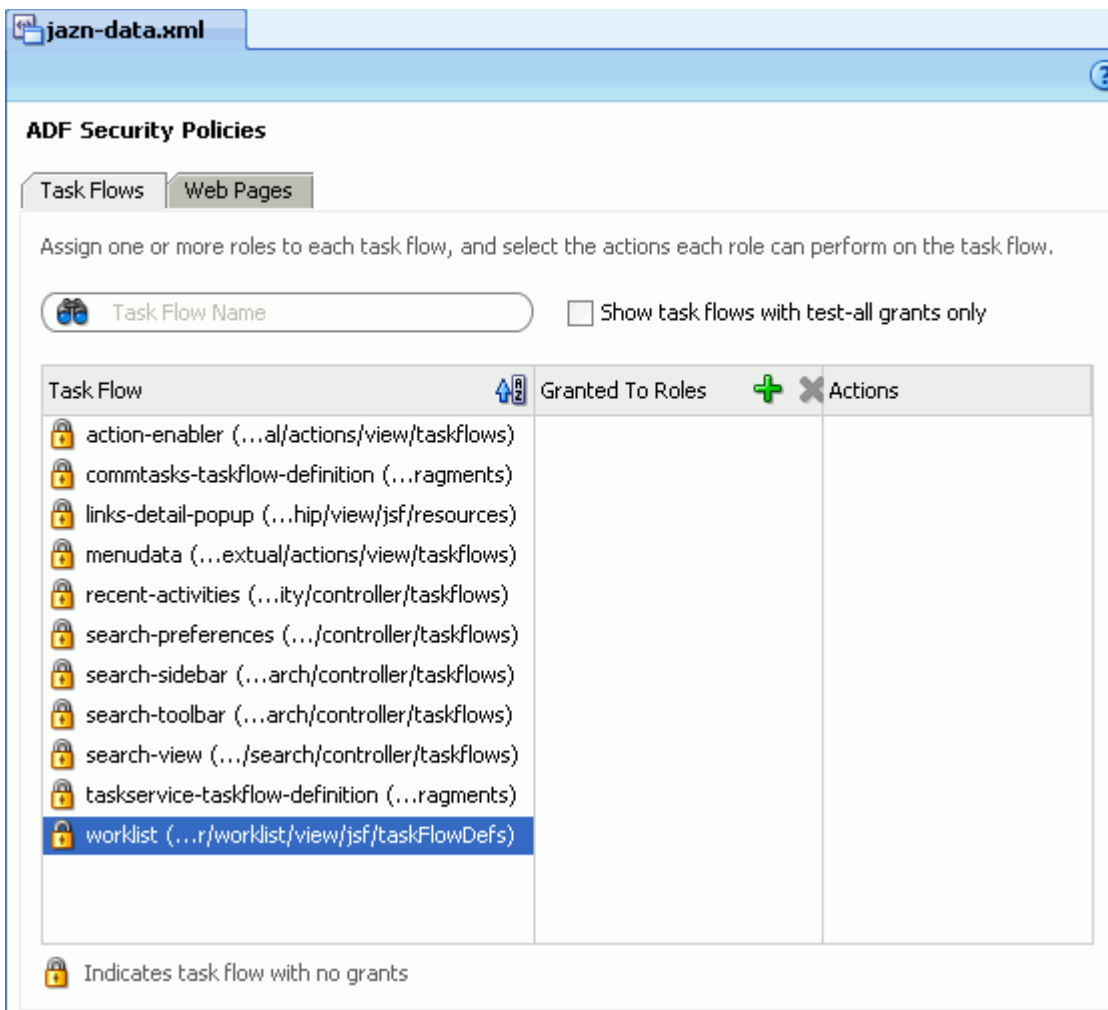 jazn-data.xml
?
ADF Security Policies
Task Flows
Web Pages
Assign one or more roles to each task flow, and select the actions each role can perform on the task flow.
Task Flow Name
Show task flows with test-all grants only
Task Flow
A
Z
Granted To Roles
Actions
action-enabler (...al/actions/view/taskflows)
commtasks-taskflow-definition (...ragments)
links-detail-popup (...hip/view/jsf/resources)
menudata (...extual/actions/view/taskflows)
recent-activities (...ity/controller/taskflows)
search-preferences (.../controller/taskflows)
search-sidebar (...arch/controller/taskflows)
search-toolbar (...arch/controller/taskflows)
search-view (.../search/controller/taskflows)
taskservice-taskflow-definition (...ragments)
worklist (...r/worklist/view/jsf/taskFlowDefs)
Indicates task flow with no grants